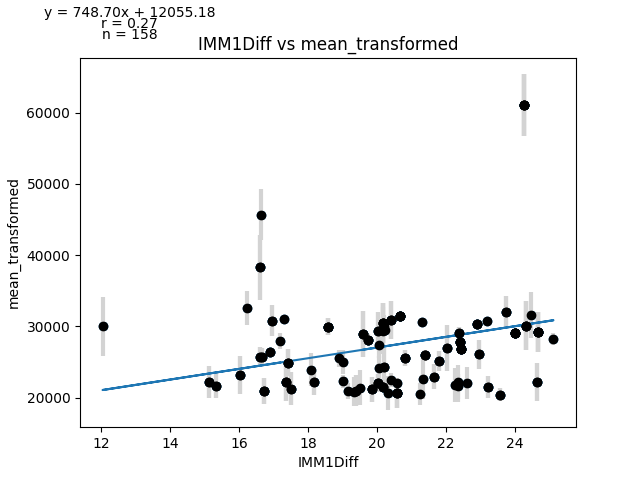 y = 748.70x + 12055.18
r = 0.27
n = 158
IMM1Diff vs mean_transformed
60000
50000
40000
30000
20000
mean_transformed
12 14 16 18 20 22 24
IMM1Diff